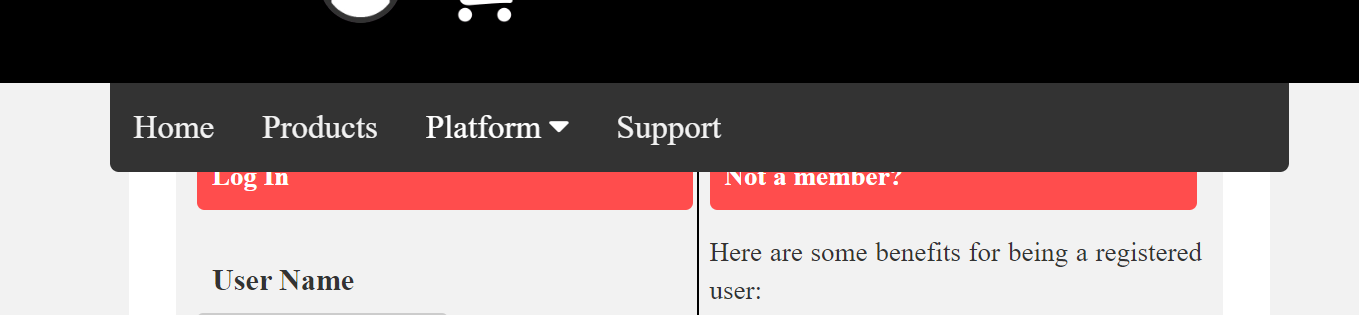 Home Products Platform Support
Log In
Not a member?
User Name
Here are some benefits for being a registered
user: